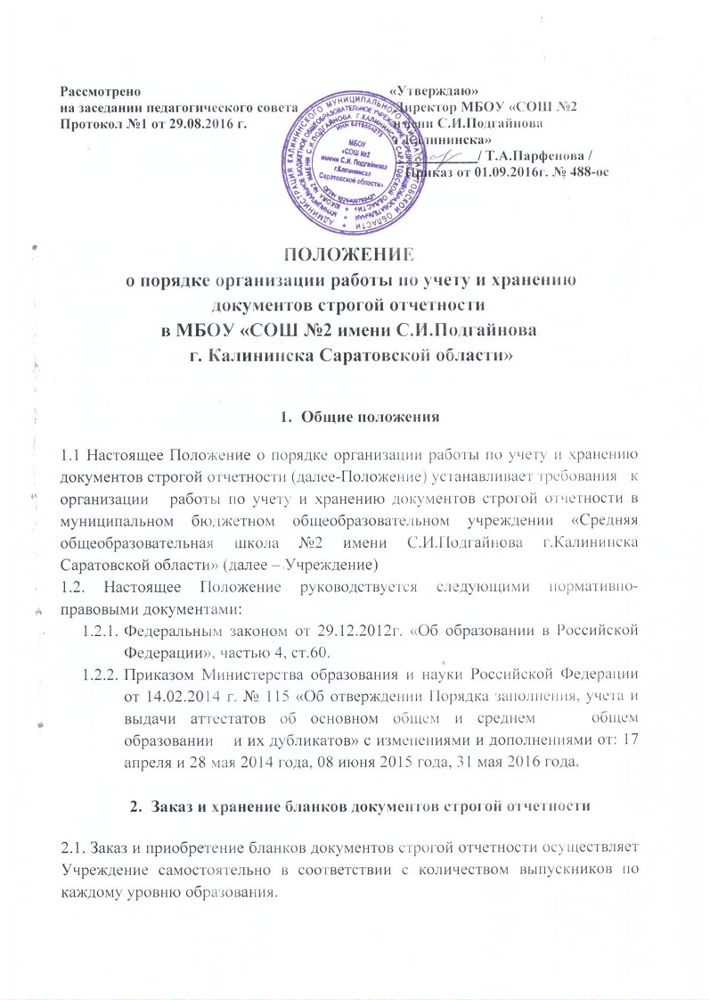 Рассмотрено
на заседании педагогического совета
Протокол №1 от 29.08.2016 г.
«Утверждаю»
Директор МБОУ «СОШ №2
имени С.И.Подгайнова
г.Калининска»
/ Т.А.Парфенова /
Приказ от 01.09.2016г. № 488-ос
МБОУ
«СОШ №2
имени С.И. Подгайнова
г.Калининска
Саратовской области»
ПОЛОЖЕНИЕ
о порядке организации работы по учету и хранению
документов строгой отчетности
в МБОУ «СОШ №2 имени С.И.Подгайнова
г. Калининска Саратовской области»
1. Общие положения
1.1 Настоящее Положение о порядке организации работы по учету и хранению
документов строгой отчетности (далее-Положение) устанавливает требования к
организации работы по учету и хранению документов строгой отчетности в
муниципальном бюджетном общеобразовательном учреждении «Средняя
общеобразовательная школа №2 имени С.И.Подгайнова г.Калининска
Саратовской области» (далее – Учреждение)
1.2. Настоящее Положение руководствуется следующими нормативно-
правовыми документами:
1.2.1. Федеральным законом от 29.12.2012г. «Об образовании в Российской
Федерации», частью 4, ст.60.
1.2.2. Приказом Министерства образования и науки Российской Федерации
от 14.02.2014 г. № 115 «Об отверждении Порядка заполнения, учета и
выдачи аттестатов об основном общем и среднем общем
образовании и их дубликатов» с изменениями и дополнениями от: 17
апреля и 28 мая 2014 года, 08 июня 2015 года, 31 мая 2016 года.
2. Заказ и хранение бланков документов строгой отчетности
2.1. Заказ и приобретение бланков документов строгой отчетности осуществляет
Учреждение самостоятельно в соответствии с количеством выпускников по
каждому уровню образования.